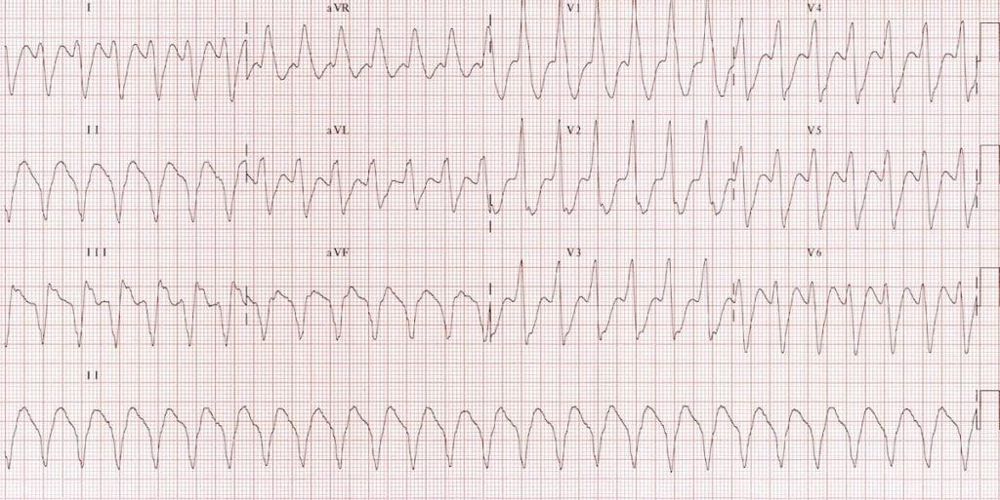 I aVR V1 V4
II aVL V2 V5
III aVF V3 V6
II